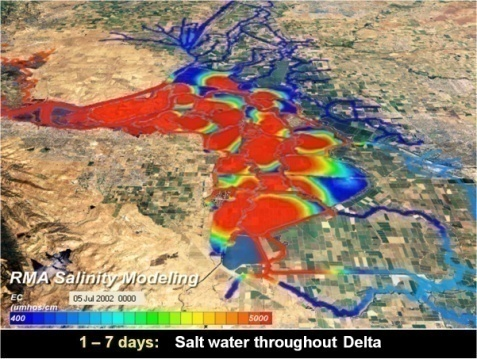 RMA Salinity Modeling
EC
(umhos/cm
05 Jul 2002 0000
400 5000
1 – 7 days: Salt water throughout Delta